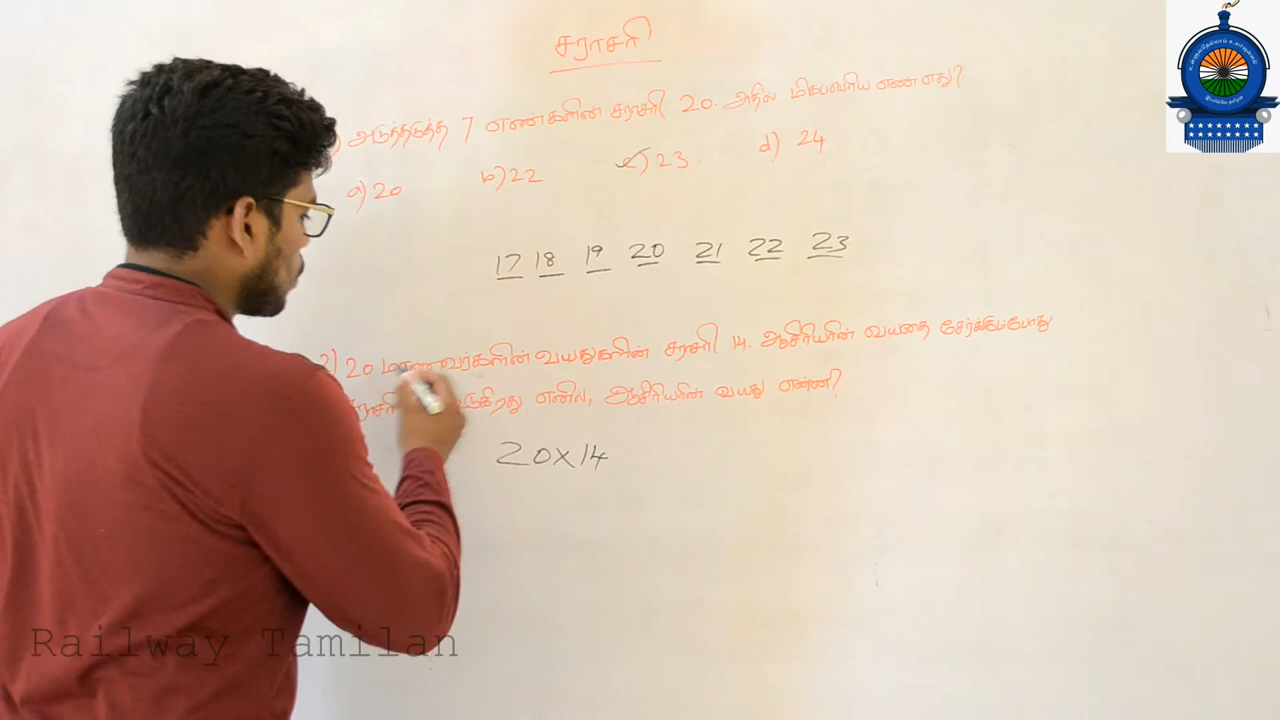 சராசரி
அடுத்தடுத்த 7 எண்களின் சராசரி 20. அதில் மிகப்பெரிய எண் எது?
a) 20 b) 22 c) 23 d) 24
17 18 19 20 21 22 23
2) 20 மாணவர்களின் வயதுகளின் சராசரி 14. ஆசிரியரின் வயதை சேர்க்கும்போது
எனில், ஆசிரியரின் வயது என்ன?
20x14
Railway Tamilan